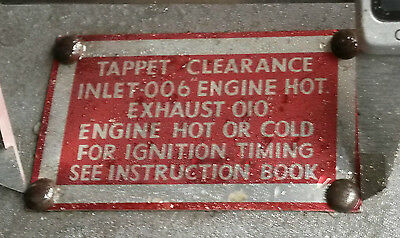 TAPPET CLEARANCE
INLET·006 ENGINE HOT.
EXHAUST·010
ENGINE HOT OR COLD
FOR IGNITION TIMING
SEE INSTRUCTION BOOK